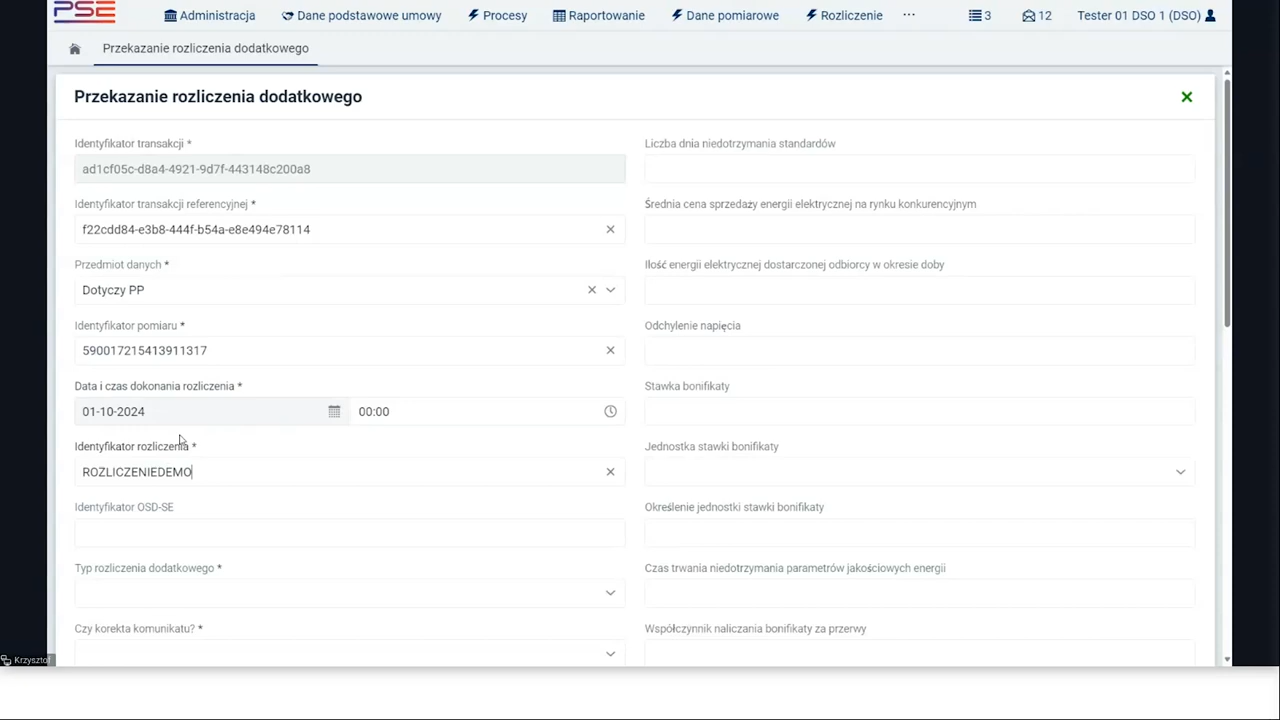 PSE
Administracja
Dane podstawowe umowy
Procesy
Raportowanie
Dane pomiarowe
Rozliczenie
...
3
12
Tester 01 DSO 1 (DSO)
Przekazanie rozliczenia dodatkowego
Przekazanie rozliczenia dodatkowego
Identyfikator transakcji *
ad1cf05c-d8a4-4921-9d7f-443148c200a8
Identyfikator transakcji referencyjnej *
f22cdd84-e3b8-444f-b54a-e8e494e78114
Przedmiot danych *
Dotyczy PP
Identyfikator pomiaru *
590017215413911317
Data i czas dokonania rozliczenia *
01-10-2024
00:00
Identyfikator rozliczenia *
ROZLICZENIEDEMO
Identyfikator OSD-SE
Typ rozliczenia dodatkowego *
Czy korekta komunikatu? *
Liczba dnia niedotrzymania standardów
Średnia cena sprzedaży energii elektrycznej na rynku konkurencyjnym
Ilość energii elektrycznej dostarczonej odbiorcy w okresie doby
Odchylenie napięcia
Stawka bonifikaty
Jednostka stawki bonifikaty
Określenie jednostki stawki bonifikaty
Czas trwania niedotrzymania parametrów jakościowych energii
Współczynnik naliczania bonifikaty za przerwy
Krzysztof